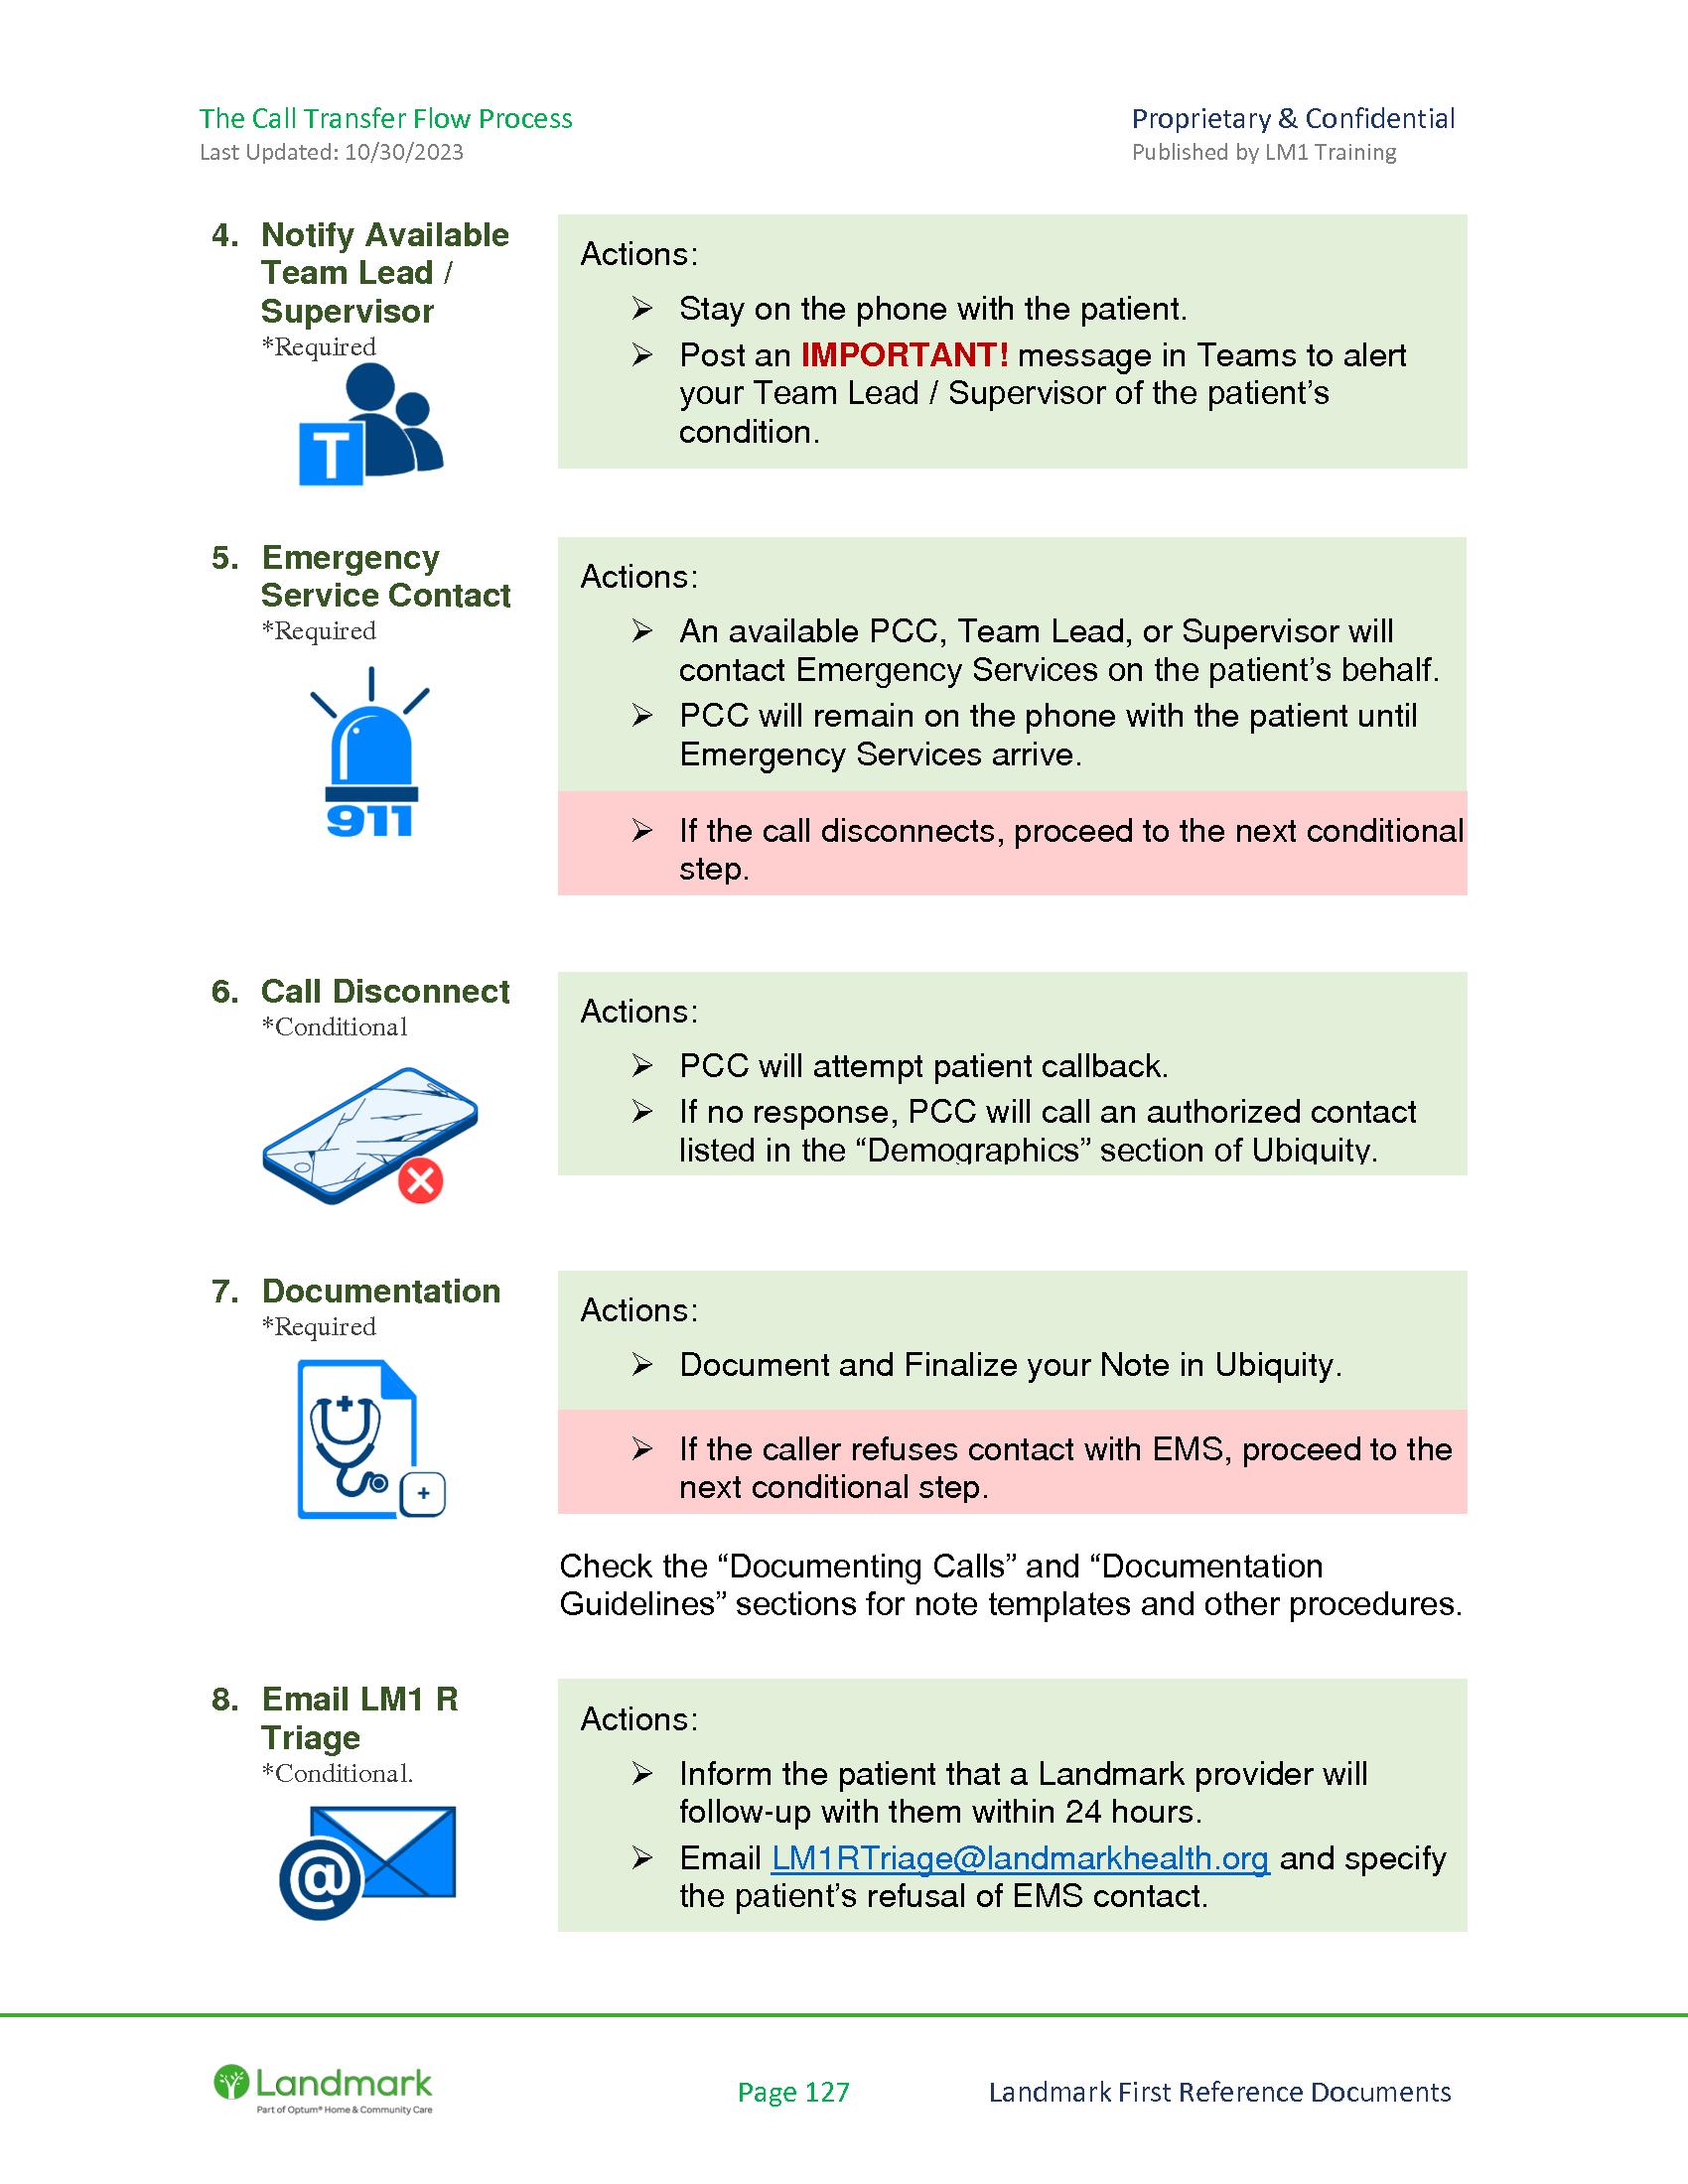 The Call Transfer Flow Process
Proprietary & Confidential
Last Updated: 10/30/2023
Published by LM1 Training
4. Notify Available
Team Lead /
Supervisor
*Required
T
Actions:
➢ Stay on the phone with the patient.
➢ Post an IMPORTANT! message in Teams to alert
your Team Lead / Supervisor of the patient’s
condition.
5. Emergency
Service Contact
*Required
911
Actions:
➢ An available PCC, Team Lead, or Supervisor will
contact Emergency Services on the patient’s behalf.
➢ PCC will remain on the phone with the patient until
Emergency Services arrive.
➢ If the call disconnects, proceed to the next conditional
step.
6. Call Disconnect
*Conditional
Actions:
➢ PCC will attempt patient callback.
➢ If no response, PCC will call an authorized contact
listed in the “Demographics” section of Ubiquity.
7. Documentation
*Required
Actions:
➢ Document and Finalize your Note in Ubiquity.
➢ If the caller refuses contact with EMS, proceed to the
next conditional step.
Check the “Documenting Calls” and “Documentation
Guidelines” sections for note templates and other procedures.
8. Email LM1 R
Triage
*Conditional.
@
Actions:
➢ Inform the patient that a Landmark provider will
follow-up with them within 24 hours.
➢ Email LM1RTriage@landmarkhealth.org and specify
the patient’s refusal of EMS contact.
Landmark
Part of Optum® Home & Community Care
Page 127
Landmark First Reference Documents